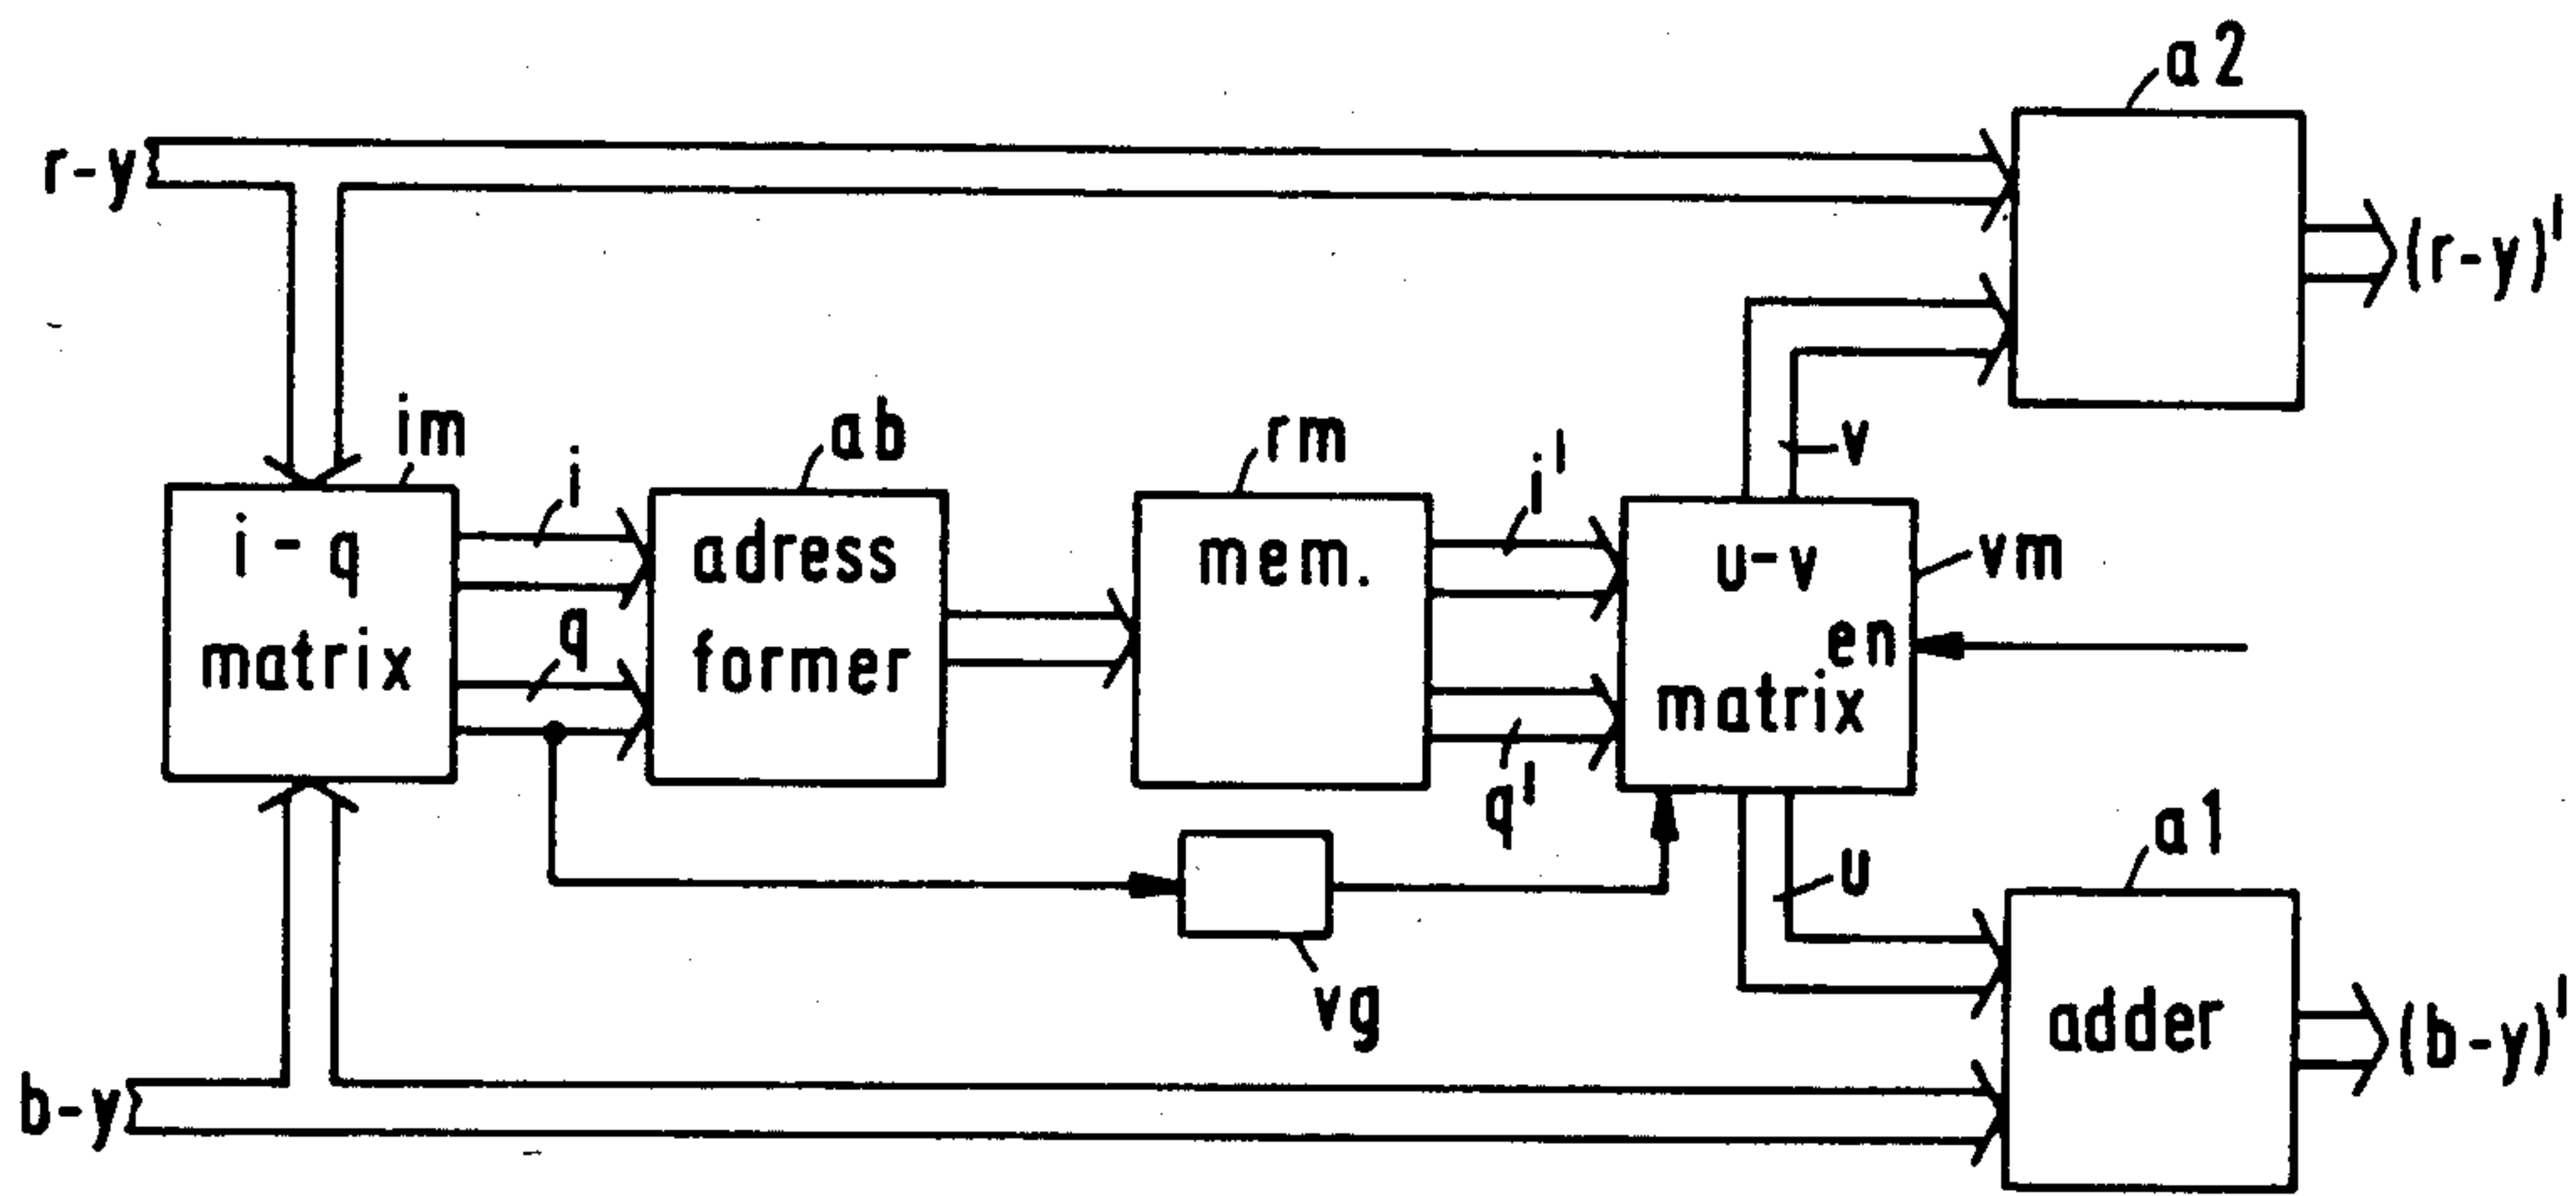 a2
r-y
(r-y)'
im
i
ab
rm
i'
v
i - q
matrix
q
adress
former
mem.
q'
u-v
en
matrix
vm
vg
u
a1
adder
(b-y)'
b-y